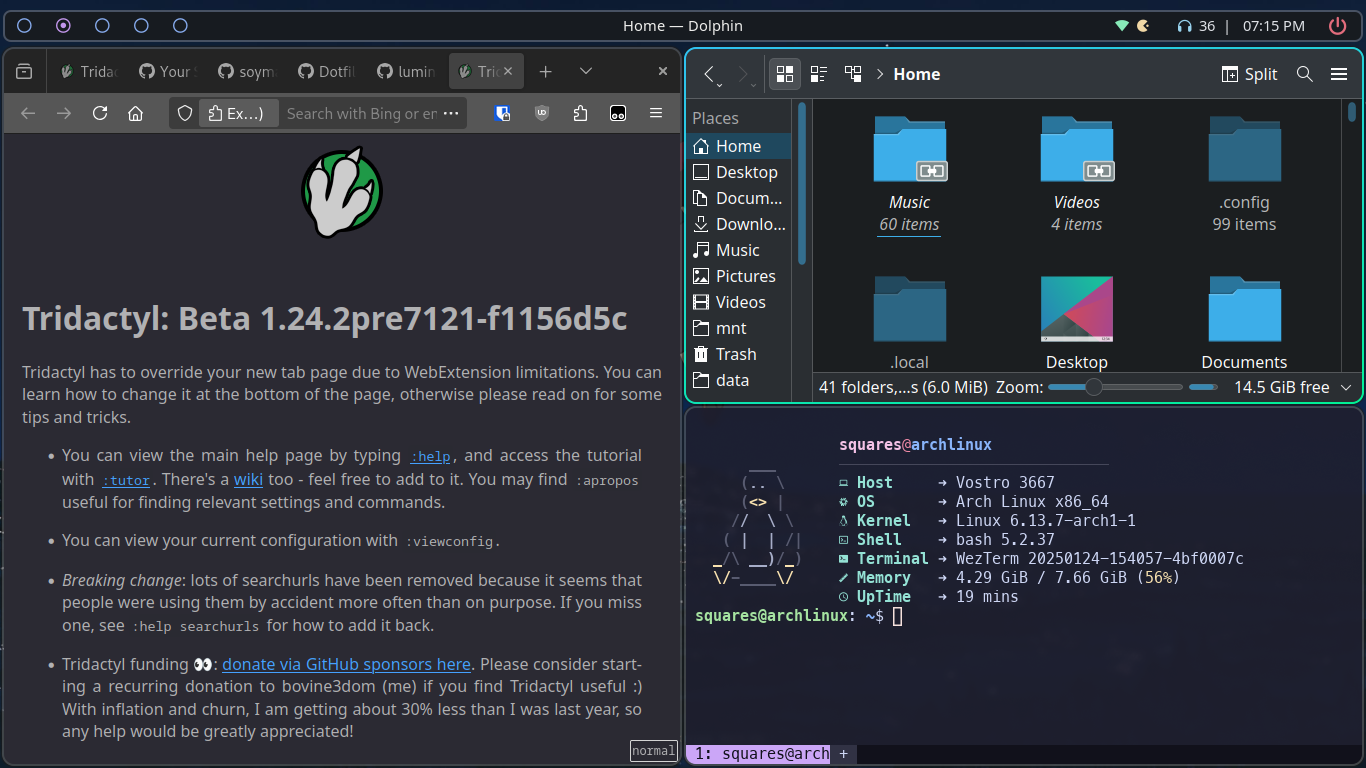 Home — Dolphin
36 | 07:15 PM
Tridac
Your S
soym
Dotfil
lumin
Tric
Ex…)
Search with Bing or en
Tridactyl: Beta 1.24.2pre7121-f1156d5c
Tridactyl has to override your new tab page due to WebExtension limitations. You can
learn how to change it at the bottom of the page, otherwise please read on for some
tips and tricks.
• You can view the main help page by typing :help, and access the tutorial
with :tutor. There's a wiki too - feel free to add to it. You may find :apropos
useful for finding relevant settings and commands.
• You can view your current configuration with :viewconfig.
• Breaking change: lots of searchurls have been removed because it seems that
people were using them by accident more often than on purpose. If you miss
one, see :help searchurls for how to add it back.
• Tridactyl funding 👀: donate via GitHub sponsors here. Please consider start-
ing a recurring donation to bovine3dom (me) if you find Tridactyl useful :)
With inflation and churn, I am getting about 30% less than I was last year, so
any help would be greatly appreciated!
normal
Home
Split
Places
Home
Desktop
Docum...
Downlo...
Music
Pictures
Videos
mnt
Trash
data
Music
60 items
Videos
4 items
.config
99 items
.local
Desktop
Documents
41 folders,...s (6.0 MiB) Zoom:
14.5 GiB free
squares@archlinux
Host ➜ Vostro 3667
OS ➜ Arch Linux x86_64
Kernel ➜ Linux 6.13.7-arch1-1
Shell ➜ bash 5.2.37
Terminal ➜ WezTerm 20250124-154057-4bf0007c
Memory ➜ 4.29 GiB / 7.66 GiB (56%)
UpTime ➜ 19 mins
squares@archlinux: ~$
1: squares@arch +